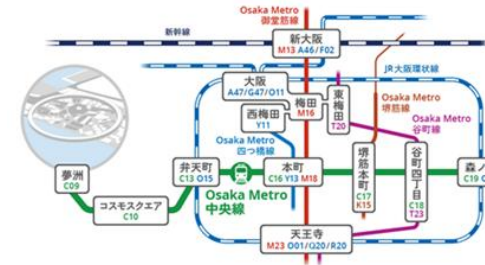 Osaka Metro
御堂筋線
新幹線
新大阪
M13 A46/F02
JR大阪環状線
大阪
A47/G47/O11
梅田
M16
東梅田
T20
西梅田
Y11
Osaka Metro
堺筋線
Osaka Metro
谷町線
Osaka Metro
四つ橋線
夢洲
C09
コスモスクエア
C10
弁天町
C13 O15
Osaka Metro
中央線
本町
C16 Y13 M18
堺筋本町
C17
K15
谷町四丁目
C18
T23
森ノ
C19
天王寺
M23 O01/Q20/R20